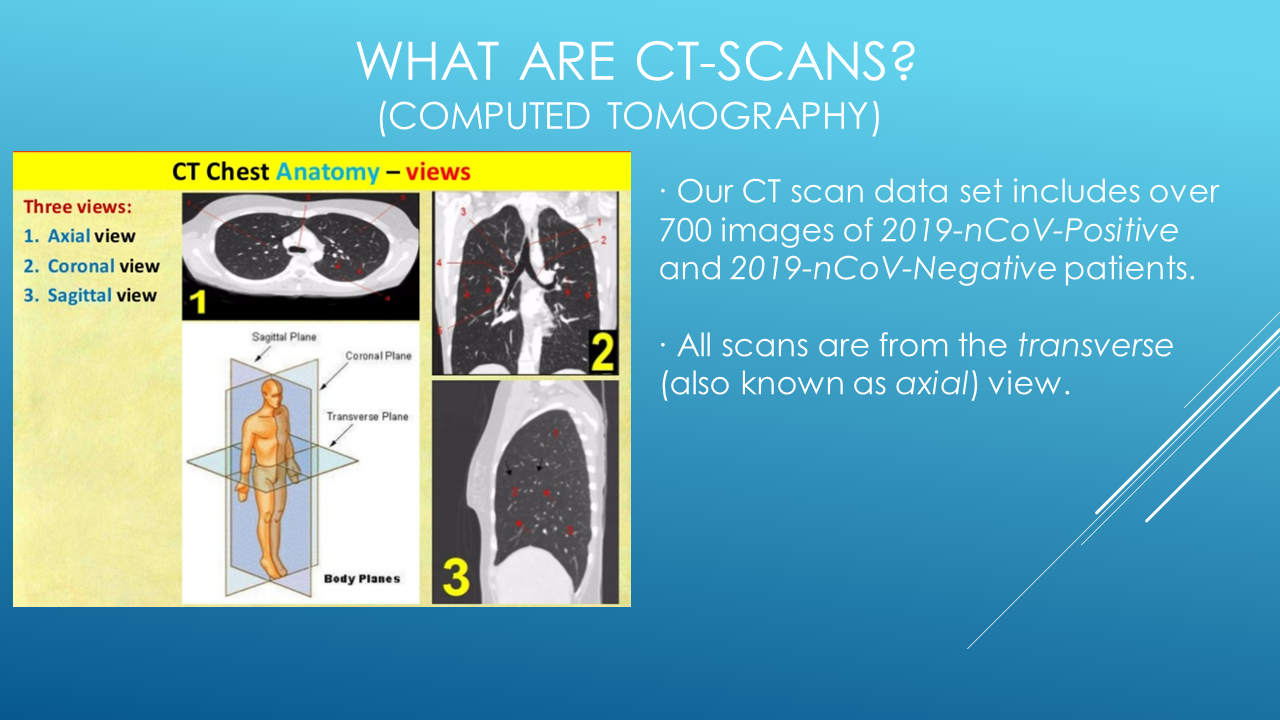 WHAT ARE CT-SCANS?
(COMPUTED TOMOGRAPHY)
CT Chest Anatomy – views
Three views:
1. Axial view
2. Coronal view
3. Sagittal view
1
2
3
Sagittal Plane
Coronal Plane
Transverse Plane
Body Planes
· Our CT scan data set includes over
700 images of 2019-nCoV-Positive
and 2019-nCoV-Negative patients.
· All scans are from the transverse
(also known as axial) view.